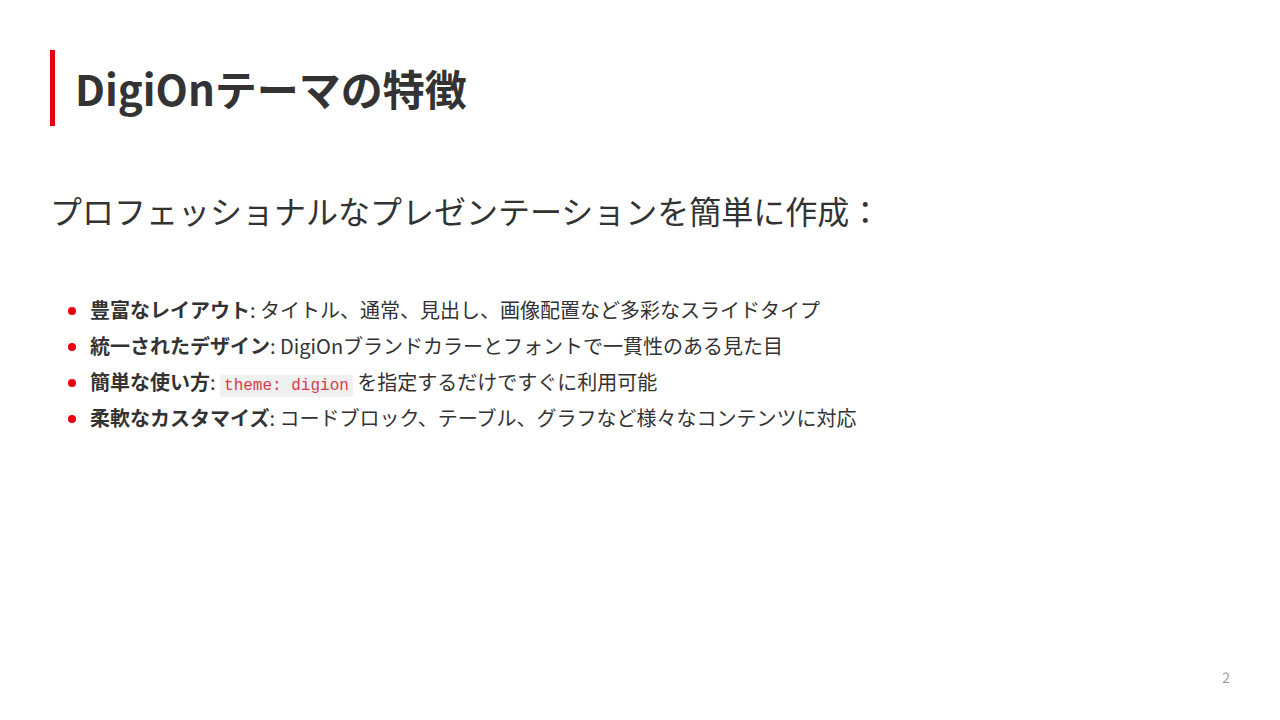 DigiOnテーマの特徴
プロフェッショナルなプレゼンテーションを簡単に作成：
豊富なレイアウト: タイトル、通常、見出し、画像配置など多彩なスライドタイプ
統一されたデザイン: DigiOnブランドカラーとフォントで一貫性のある見た目
簡単な使い方: theme: digion を指定するだけですぐに利用可能
柔軟なカスタマイズ: コードブロック、テーブル、グラフなど様々なコンテンツに対応
2